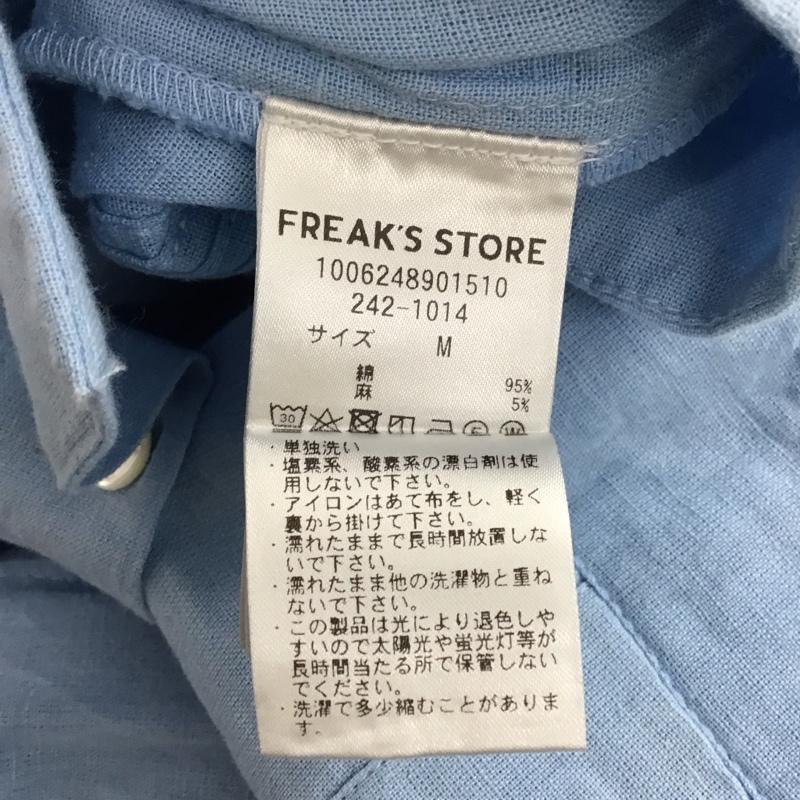 FREAK'S STORE
1006248901510
242-1014
サイズ M
綿 95%
麻 5%
30
・単独洗い
・塩素系、酸素系の漂白剤は使
用しないで下さい。
・アイロンはあて布をし、軽く
裏から掛けて下さい。
・濡れたままで長時間放置しな
いで下さい。
・濡れたまま他の洗濯物と重ね
ないで下さい。
・この製品は光により退色しや
すいので太陽光や蛍光灯等が
長時間当たる所で保管しない
でください。
・洗濯で多少縮むことがありま
す。